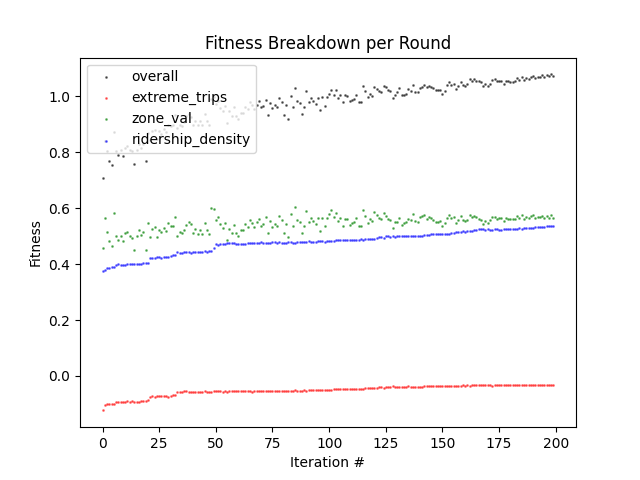 Fitness Breakdown per Round
overall
extreme_trips
zone_val
ridership_density
Fitness
1.0
0.8
0.6
0.4
0.2
0.0
0 25 50 75 100 125 150 175 200
Iteration #